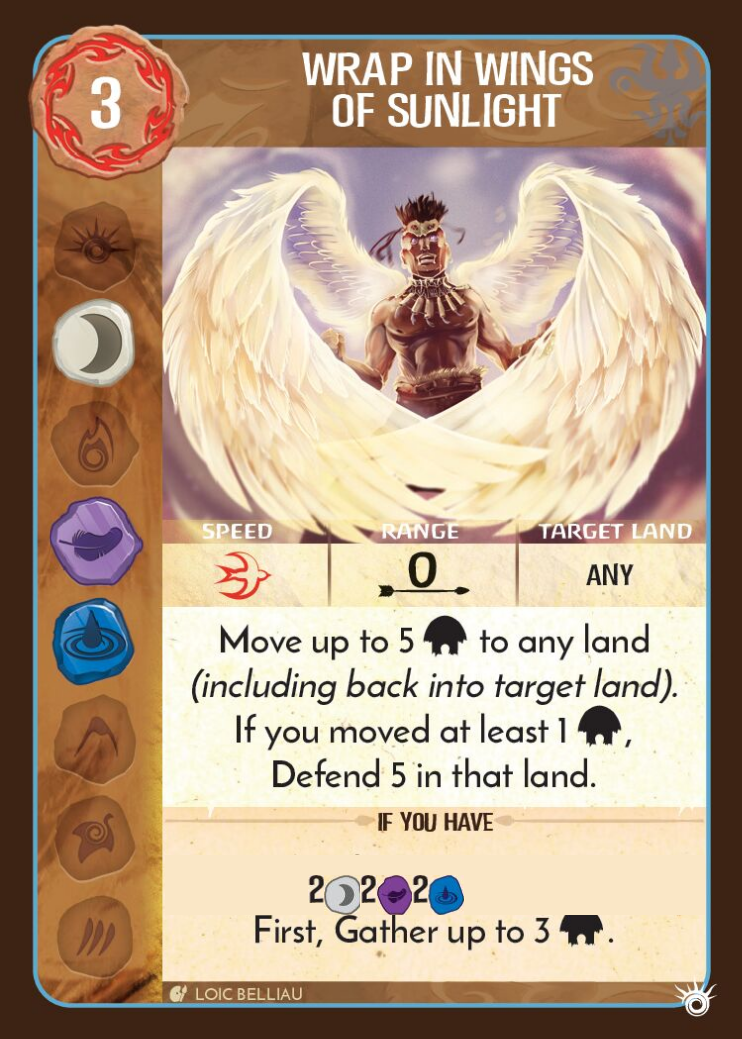 3
WRAP IN WINGS
OF SUNLIGHT
SPEED RANGE TARGET LAND
0 ANY
Move up to 5 to any land
(including back into target land).
If you moved at least 1 ,
Defend 5 in that land.
IF YOU HAVE
2 2 2
First, Gather up to 3 .
LOIC BELLIAU